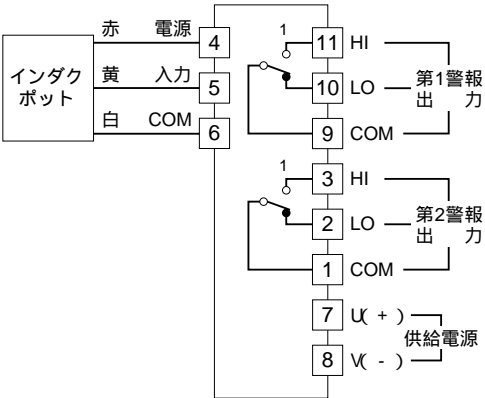 インダク
ポット
赤 電源 4
黄 入力 5
白 COM 6
1
11 HI
10 LO
9 COM
第1警報
出 力
1
3 HI
2 LO
1 COM
第2警報
出 力
7 U( + )
8 V( - )
供給電源